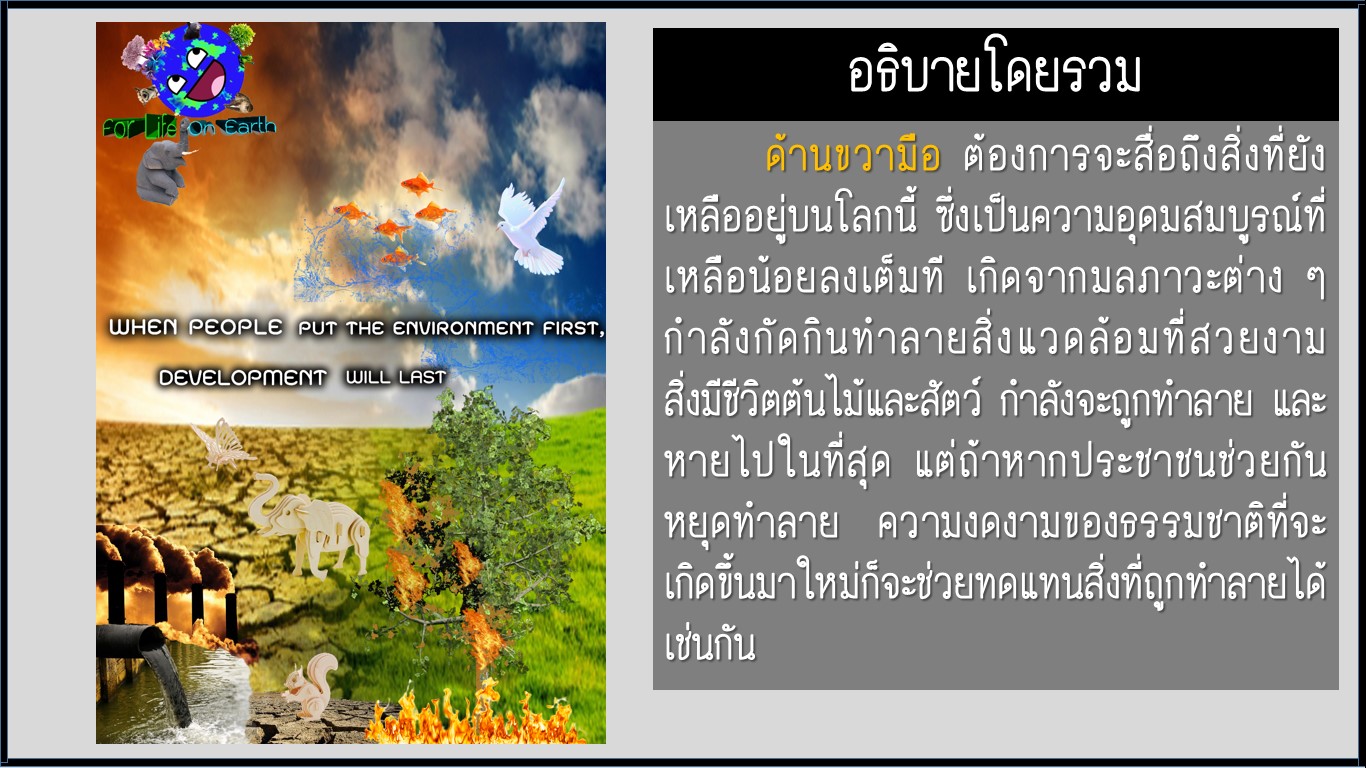 For Life On Earth
WHEN PEOPLE PUT THE ENVIRONMENT FIRST,
DEVELOPMENT WILL LAST
อธิบายโดยรวม
ด้านขวามือ ต้องการจะสื่อถึงสิ่งที่ยัง
เหลืออยู่บนโลกนี้ ซึ่งเป็นความอุดมสมบูรณ์ที่
เหลือน้อยลงเต็มที เกิดจากมลภาวะต่าง ๆ
กำลังกัดกินทำลายสิ่งแวดล้อมที่สวยงาม
สิ่งมีชีวิตต้นไม้และสัตว์ กำลังจะถูกทำลาย และ
หายไปในที่สุด แต่ถ้าหากประชาชนช่วยกัน
หยุดทำลาย ความงดงามของธรรมชาติที่จะ
เกิดขึ้นมาใหม่ก็จะช่วยทดแทนสิ่งที่ถูกทำลายได้
เช่นกัน